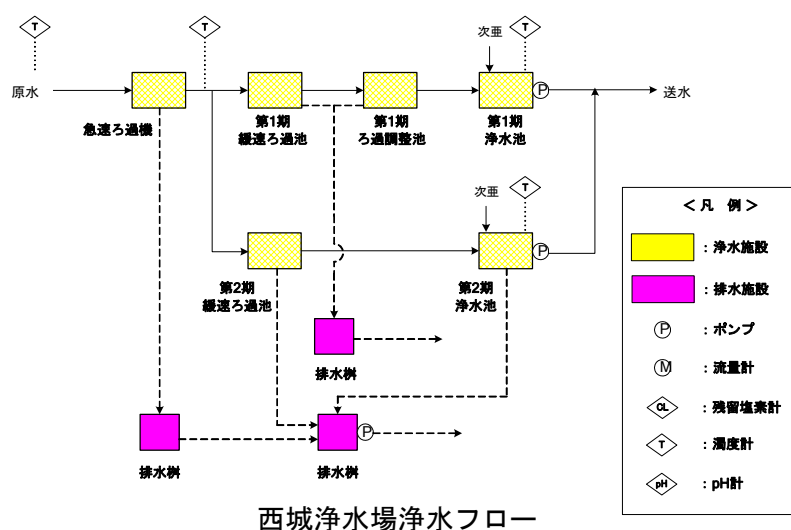 T
T
次亜
T
原水
P
送水
急速ろ過機
第1期
緩速ろ過池
第1期
ろ過調整池
第1期
浄水池
次亜
T
P
第2期
緩速ろ過池
第2期
浄水池
排水桝
排水桝
P
排水桝
<凡 例>
:浄水施設
:排水施設
P :ポンプ
M :流量計
CL :残留塩素計
T :濁度計
pH :pH計
西城浄水場浄水フロー